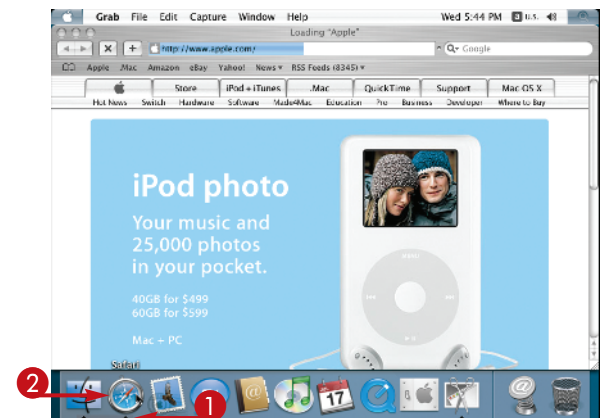 Grab File Edit Capture Window Help Wed 5:44 PM U.S.
Loading "Apple"
http://www.apple.com/ Google
Apple .Mac Amazon eBay Yahoo! News RSS Feeds (8345)
Store iPod + iTunes .Mac QuickTime Support Mac OS X
Hot News Switch Hardware Software Made4Mac Education Pro Business Developer Where to Buy
iPod photo
Your music and
25,000 photos
in your pocket.
40GB for $499
60GB for $599
Mac + PC
MENU
Safari
17
2
1